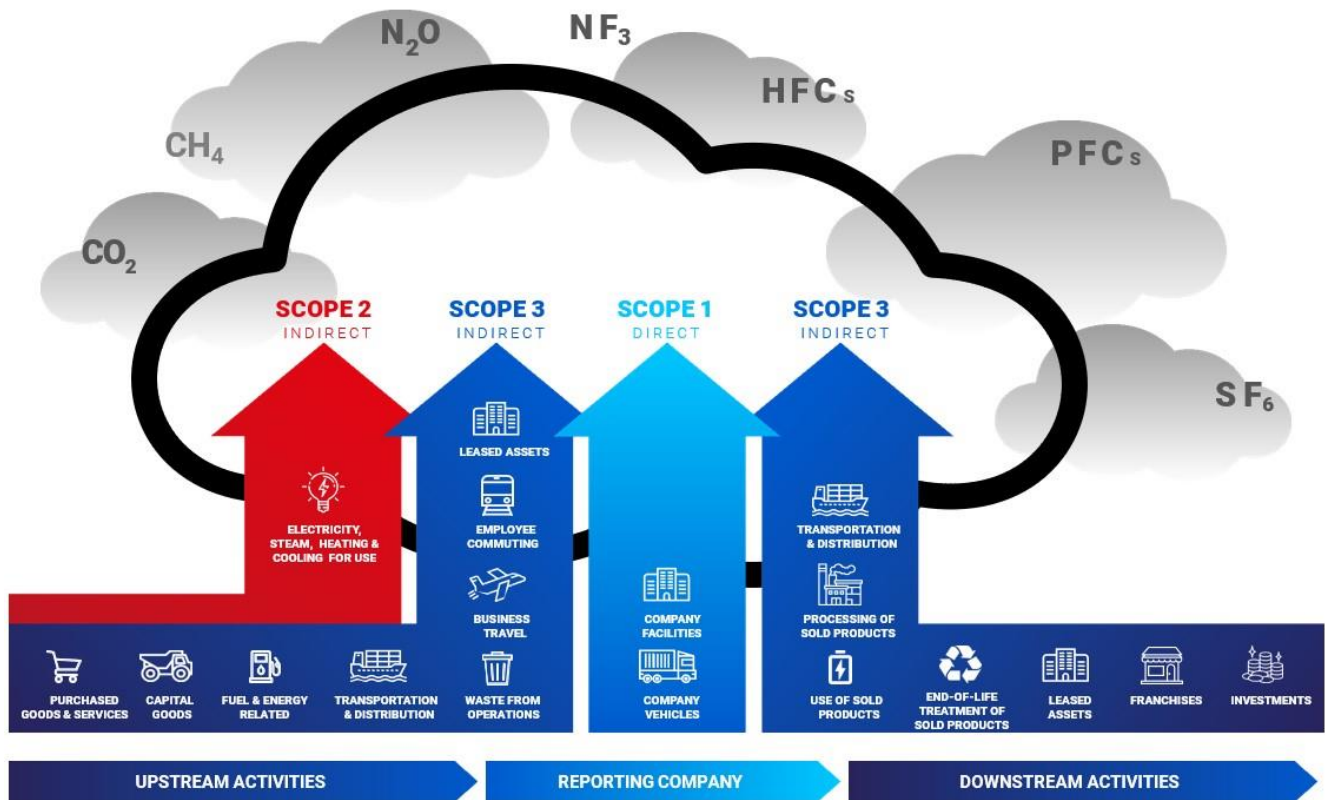 N₂O
NF₃
HFCs
CH₄
PFCs
CO₂
SF₆
SCOPE 2
INDIRECT
SCOPE 3
INDIRECT
SCOPE 1
DIRECT
SCOPE 3
INDIRECT
ELECTRICITY,
STEAM, HEATING &
COOLING FOR USE
LEASED ASSETS
EMPLOYEE
COMMUTING
BUSINESS
TRAVEL
WASTE FROM
OPERATIONS
COMPANY
FACILITIES
COMPANY
VEHICLES
TRANSPORTATION
& DISTRIBUTION
PROCESSING OF
SOLD PRODUCTS
USE OF SOLD
PRODUCTS
PURCHASED
GOODS & SERVICES
CAPITAL
GOODS
FUEL & ENERGY
RELATED
TRANSPORTATION
& DISTRIBUTION
END-OF-LIFE
TREATMENT OF
SOLD PRODUCTS
LEASED
ASSETS
FRANCHISES
INVESTMENTS
UPSTREAM ACTIVITIES
REPORTING COMPANY
DOWNSTREAM ACTIVITIES